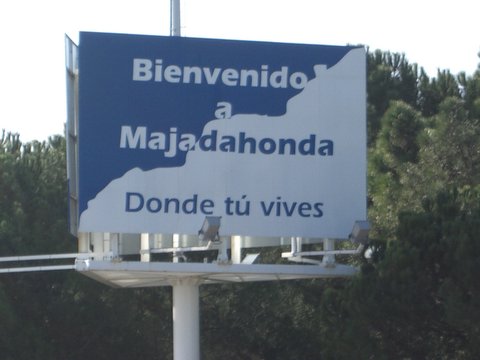 Bienvenido
a
Majadahonda
Donde tú vives